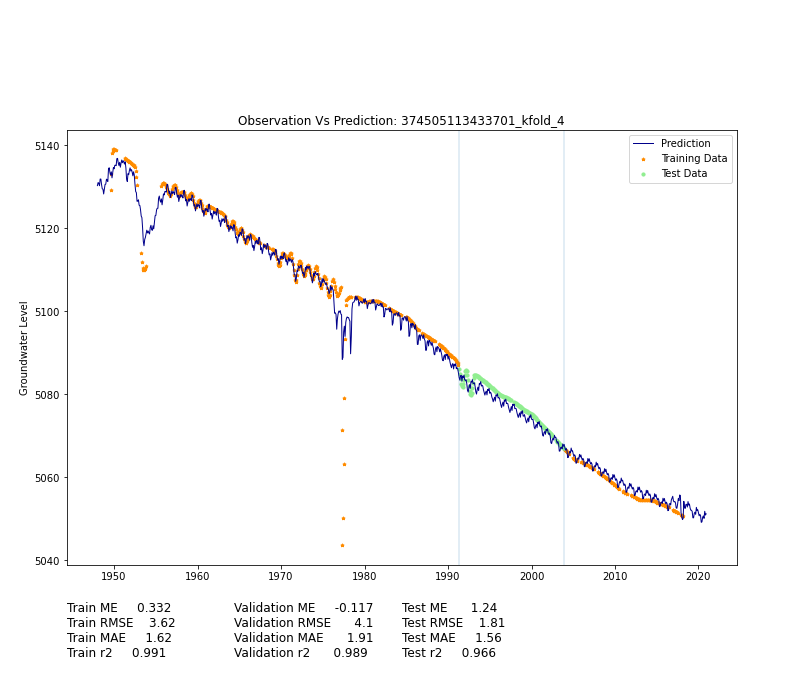 Observation Vs Prediction: 374505113433701_kfold_4
5140
5120
5100
5080
5060
5040
Groundwater Level
Prediction
Training Data
Test Data
1950 1960 1970 1980 1990 2000 2010 2020
Train ME 0.332 Validation ME -0.117 Test ME 1.24
Train RMSE 3.62 Validation RMSE 4.1 Test RMSE 1.81
Train MAE 1.62 Validation MAE 1.91 Test MAE 1.56
Train r2 0.991 Validation r2 0.989 Test r2 0.966